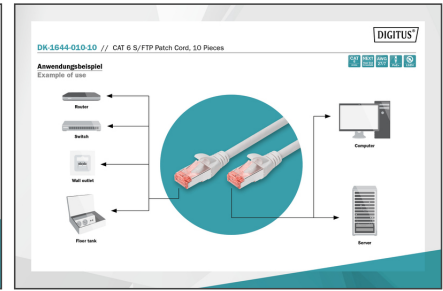 DIGITUS®
DK-1644-010-10 // CAT 6 S/FTP Patch Cord, 10 Pieces
Anwendungsbeispiel
Example of use
Router
Switch
Wall outlet
Floor tank
Computer
Server